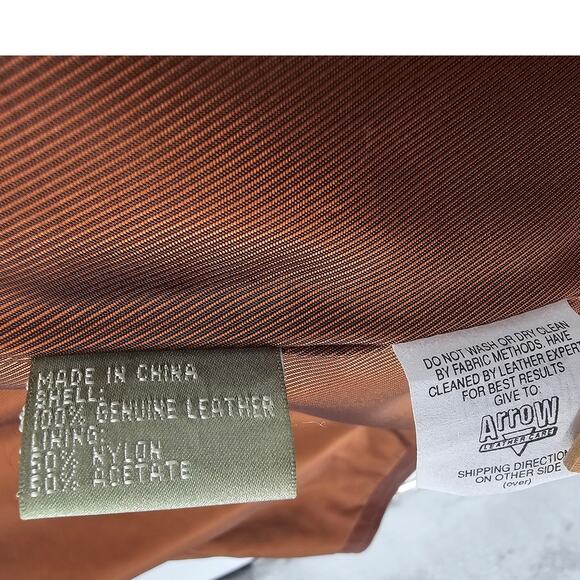 MADE IN CHINA
SHELL:
100% GENUINE LEATHER
LINING:
50% NYLON
50% ACETATE
DO NOT WASH OR DRY CLEAN
BY FABRIC METHODS. HAVE
CLEANED BY LEATHER EXPERT
FOR BEST RESULTS
GIVE TO:
ArroW
LEATHER CARE
SHIPPING DIRECTION
ON OTHER SIDE
(over)